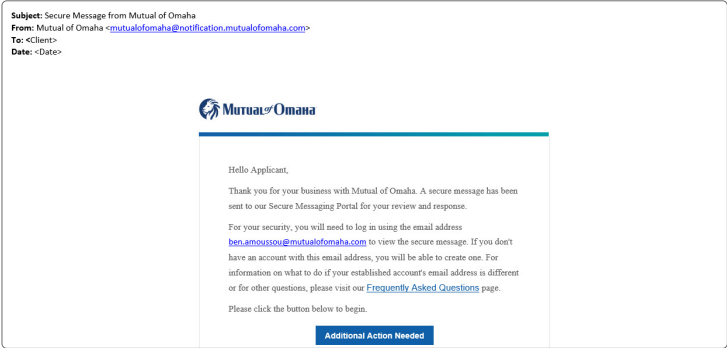 Subject: Secure Message from Mutual of Omaha
From: Mutual of Omaha <mutualofomaha@notification.mutualofomaha.com>
To: <Client>
Date: <Date>
Mutual of Omaha
Hello Applicant,
Thank you for your business with Mutual of Omaha. A secure message has been
sent to our Secure Messaging Portal for your review and response.
For your security, you will need to log in using the email address
ben.amoussou@mutualofomaha.com to view the secure message. If you don't
have an account with this email address, you will be able to create one. For
information on what to do if your established account's email address is different
or for other questions, please visit our Frequently Asked Questions page.
Please click the button below to begin.
Additional Action Needed